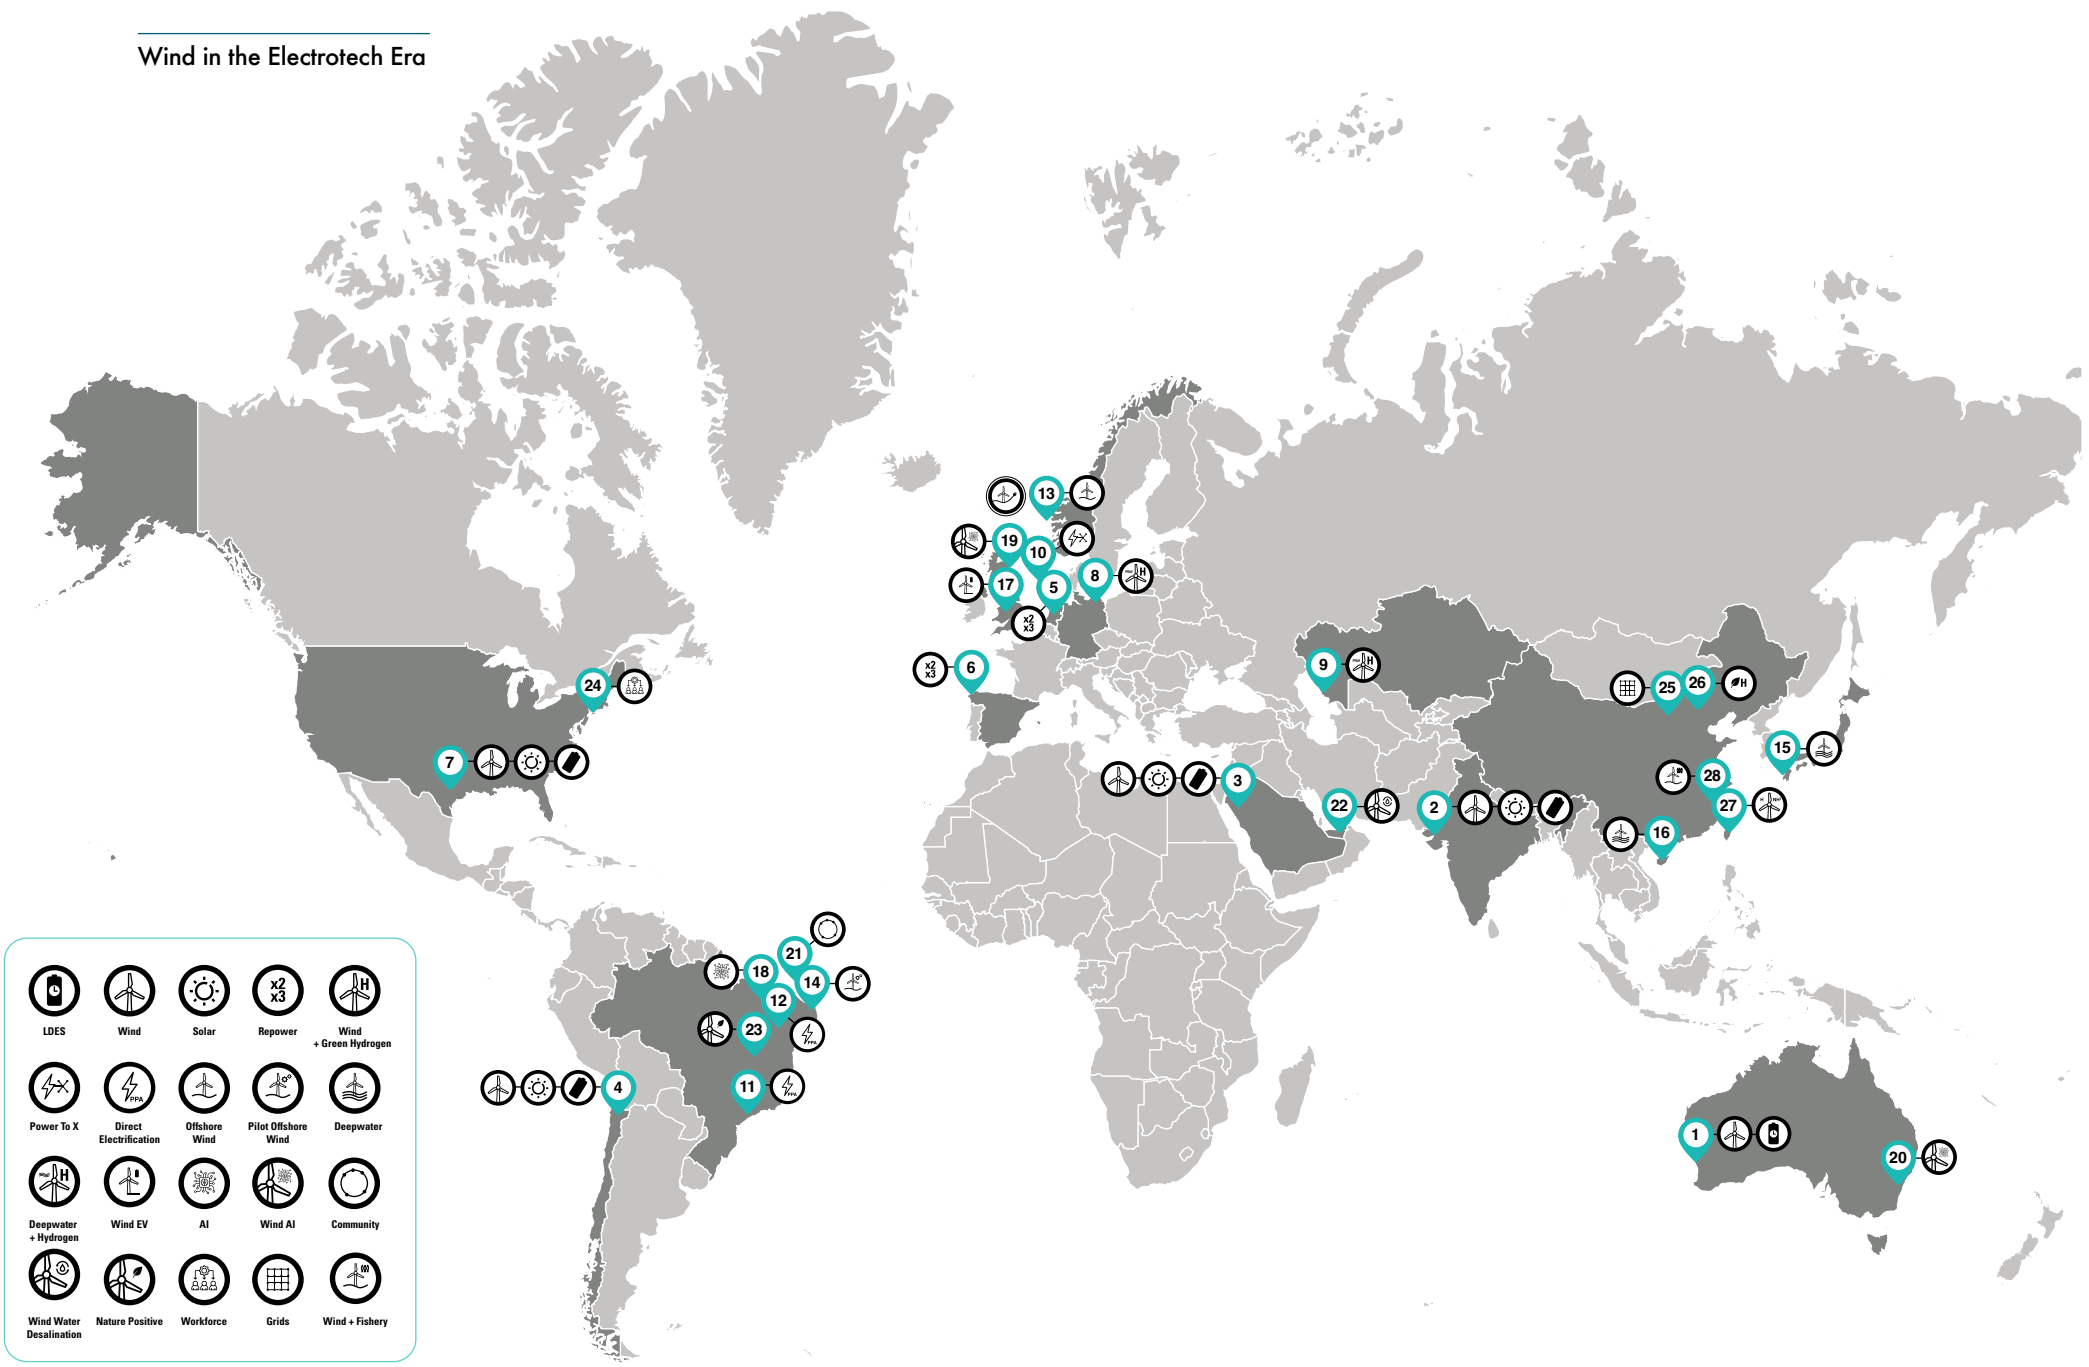 Wind in the Electrotech Era
13
19
10
17
5
8
H
x2
x3
x2
x3
6
9
H
24
25
26
H
7
15
3
28
22
2
27
H
16
21
18
14
12
23
PPA
4
11
PPA
1
20
LDES
Wind
Solar
x2
x3
Repower
H
Wind
+ Green Hydrogen
Power To X
PPA
Direct
Electrification
Offshore
Wind
Pilot Offshore
Wind
Deepwater
H
Deepwater
+ Hydrogen
Wind EV
AI
Wind AI
Community
Wind Water
Desalination
Nature Positive
Workforce
Grids
Wind + Fishery